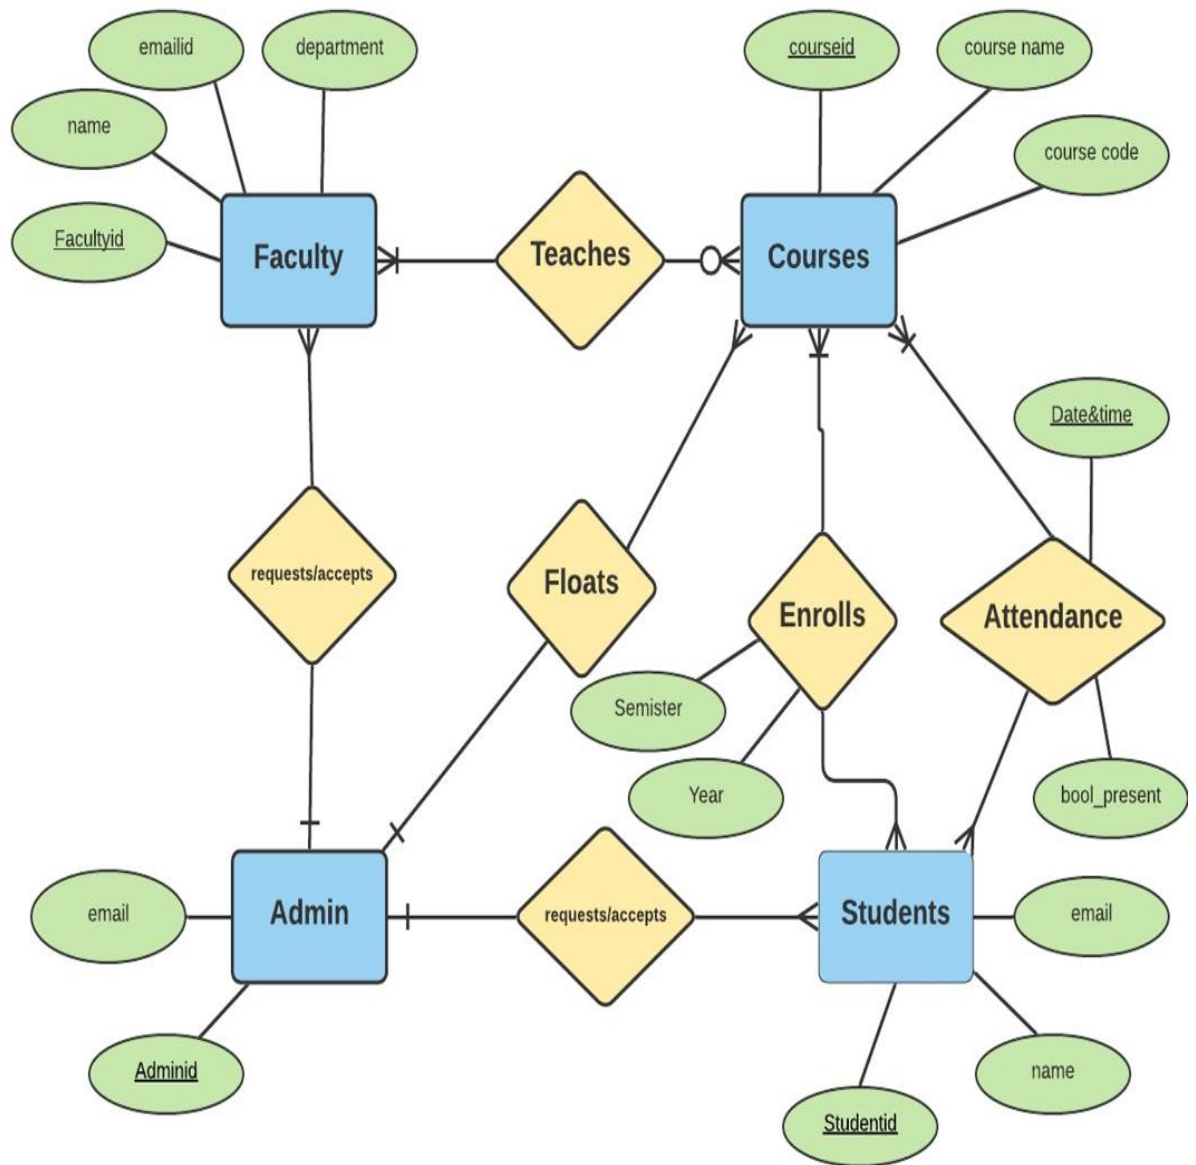 emailid
department
courseid
course name
name
course code
Facultyid
Faculty
Teaches
Courses
Date&time
requests/accepts
Floats
Enrolls
Attendance
Semister
Year
bool_present
email
Admin
requests/accepts
Students
email
Adminid
name
Studentid